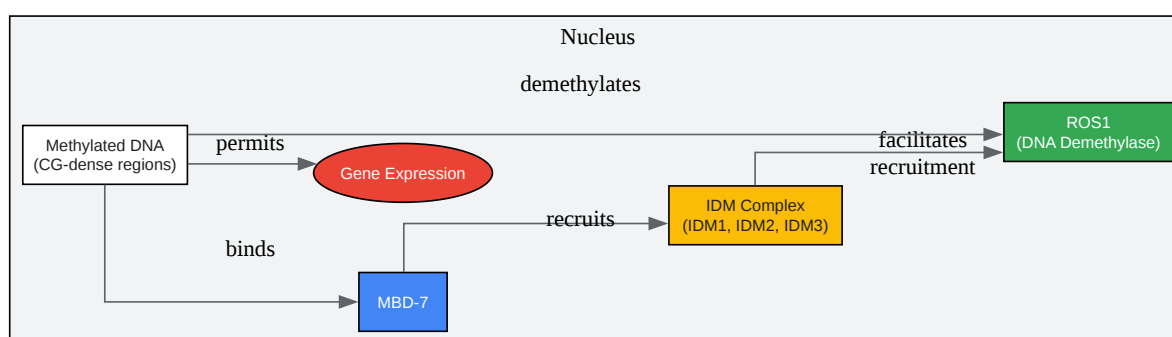 Nucleus
demethylates
Methylated DNA
(CG-dense regions)
permits
Gene Expression
facilitates
recruitment
ROS1
(DNA Demethylase)
binds
MBD-7
recruits
IDM Complex
(IDM1, IDM2, IDM3)